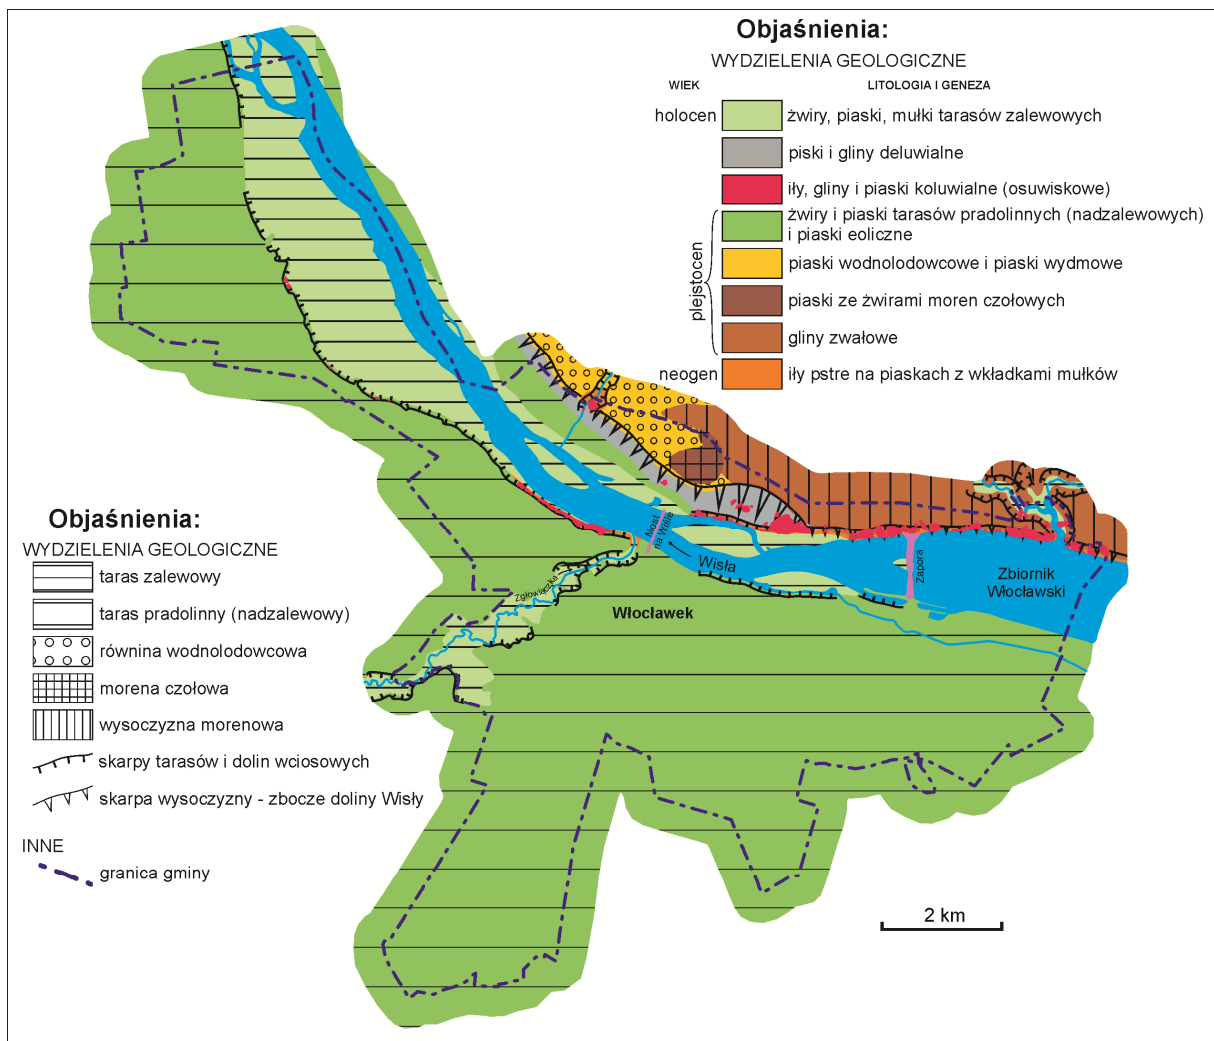 Objaśnienia:
WYDZIELENIA GEOLOGICZNE
WIEK
LITOLOGIA I GENEZA
holocen
żwiry, piaski, mułki tarasów zalewowych
piski i gliny deluwialne
iły, gliny i piaski koluwialne (osuwiskowe)
plejstocen
żwiry i piaski tarasów pradolinnych (nadzalewowych)
i piaski eoliczne
piaski wodnolodowcowe i piaski wydmowe
piaski ze żwirami moren czołowych
gliny zwałowe
neogen
iły pstre na piaskach z wkładkami mułków
Most
na Wiśle
Wisła
Zapora
Zbiornik
Włocławski
Zgłowiączka
Włocławek
Objaśnienia:
WYDZIELENIA GEOLOGICZNE
taras zalewowy
taras pradolinny (nadzalewowy)
równina wodnolodowcowa
morena czołowa
wysoczyzna morenowa
skarpy tarasów i dolin wciosowych
skarpa wysoczyzny - zbocze doliny Wisły
INNE
granica gminy
2 km